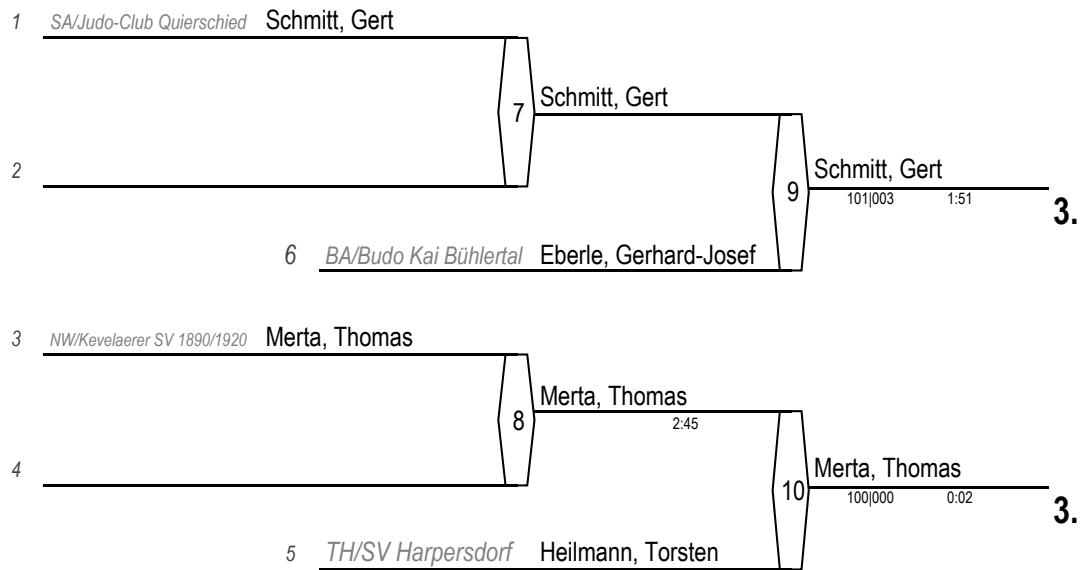 1 SA/Judo-Club Quierschied Schmitt, Gert
7 Schmitt, Gert
2
9 Schmitt, Gert
101|003 1:51
3.
6 BA/Budo Kai Bühlertal Eberle, Gerhard-Josef
3 NW/Kevelaerer SV 1890/1920 Merta, Thomas
8 Merta, Thomas
2:45
4
10 Merta, Thomas
100|000 0:02
3.
5 TH/SV Harpersdorf Heilmann, Torsten